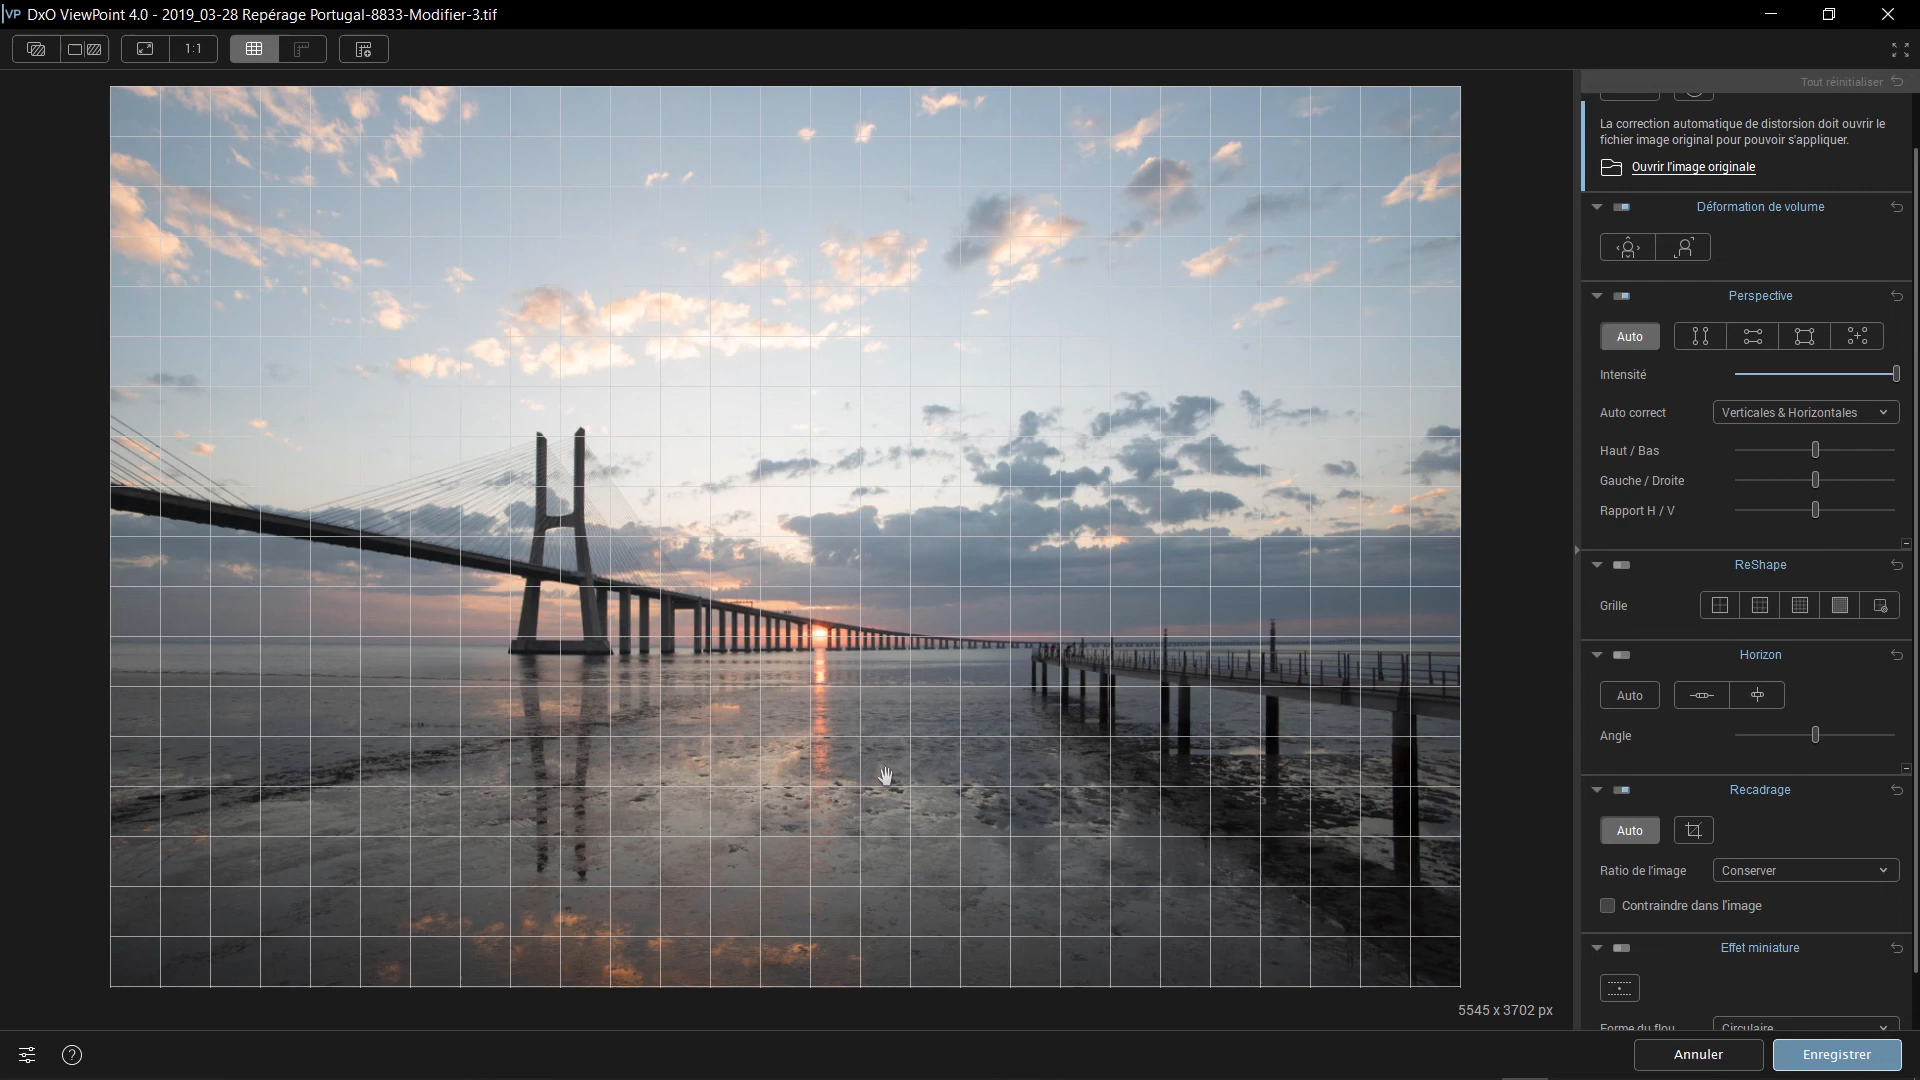 VP DxO ViewPoint 4.0 - 2019_03-28 Repérage Portugal-8833-Modifier-3.tif
1:1
Tout réinitialiser
La correction automatique de distorsion doit ouvrir le
fichier image original pour pouvoir s'appliquer.
Ouvrir l'image originale
Déformation de volume
Perspective
Auto
Intensité
Auto correct Verticales & Horizontales
Haut / Bas
Gauche / Droite
Rapport H / V
ReShape
Grille
Horizon
Auto
Angle
Recadrage
Auto
Ratio de l'image Conserver
Contraindre dans l'image
Effet miniature
Forme du flou Circulaire
5545 x 3702 px
? Annuler Enregistrer